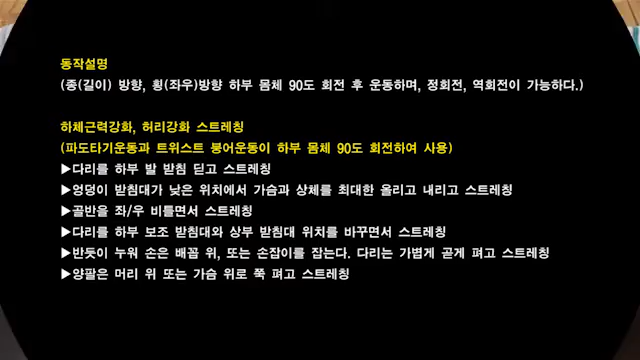 동작설명
(종(길이) 방향, 횡(좌우)방향 하부 몸체 90도 회전 후 운동하며, 정회전, 역회전이 가능하다.)
하체근력강화, 허리강화 스트레칭
(파도타기운동과 트위스트 붕어운동이 하부 몸체 90도 회전하여 사용)
▶다리를 하부 발 받침 딛고 스트레칭
▶엉덩이 받침대가 낮은 위치에서 가슴과 상체를 최대한 올리고 내리고 스트레칭
▶골반을 좌/우 비틀면서 스트레칭
▶다리를 하부 보조 받침대와 상부 받침대 위치를 바꾸면서 스트레칭
▶반듯이 누워 손은 배꼽 위, 또는 손잡이를 잡는다. 다리는 가볍게 곧게 펴고 스트레칭
▶양팔은 머리 위 또는 가슴 위로 쭉 펴고 스트레칭